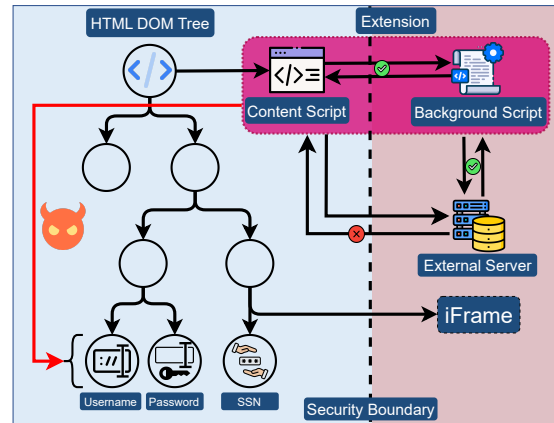 HTML DOM Tree
Extension
Content Script
Background Script
External Server
iFrame
Username
Password
SSN
Security Boundary